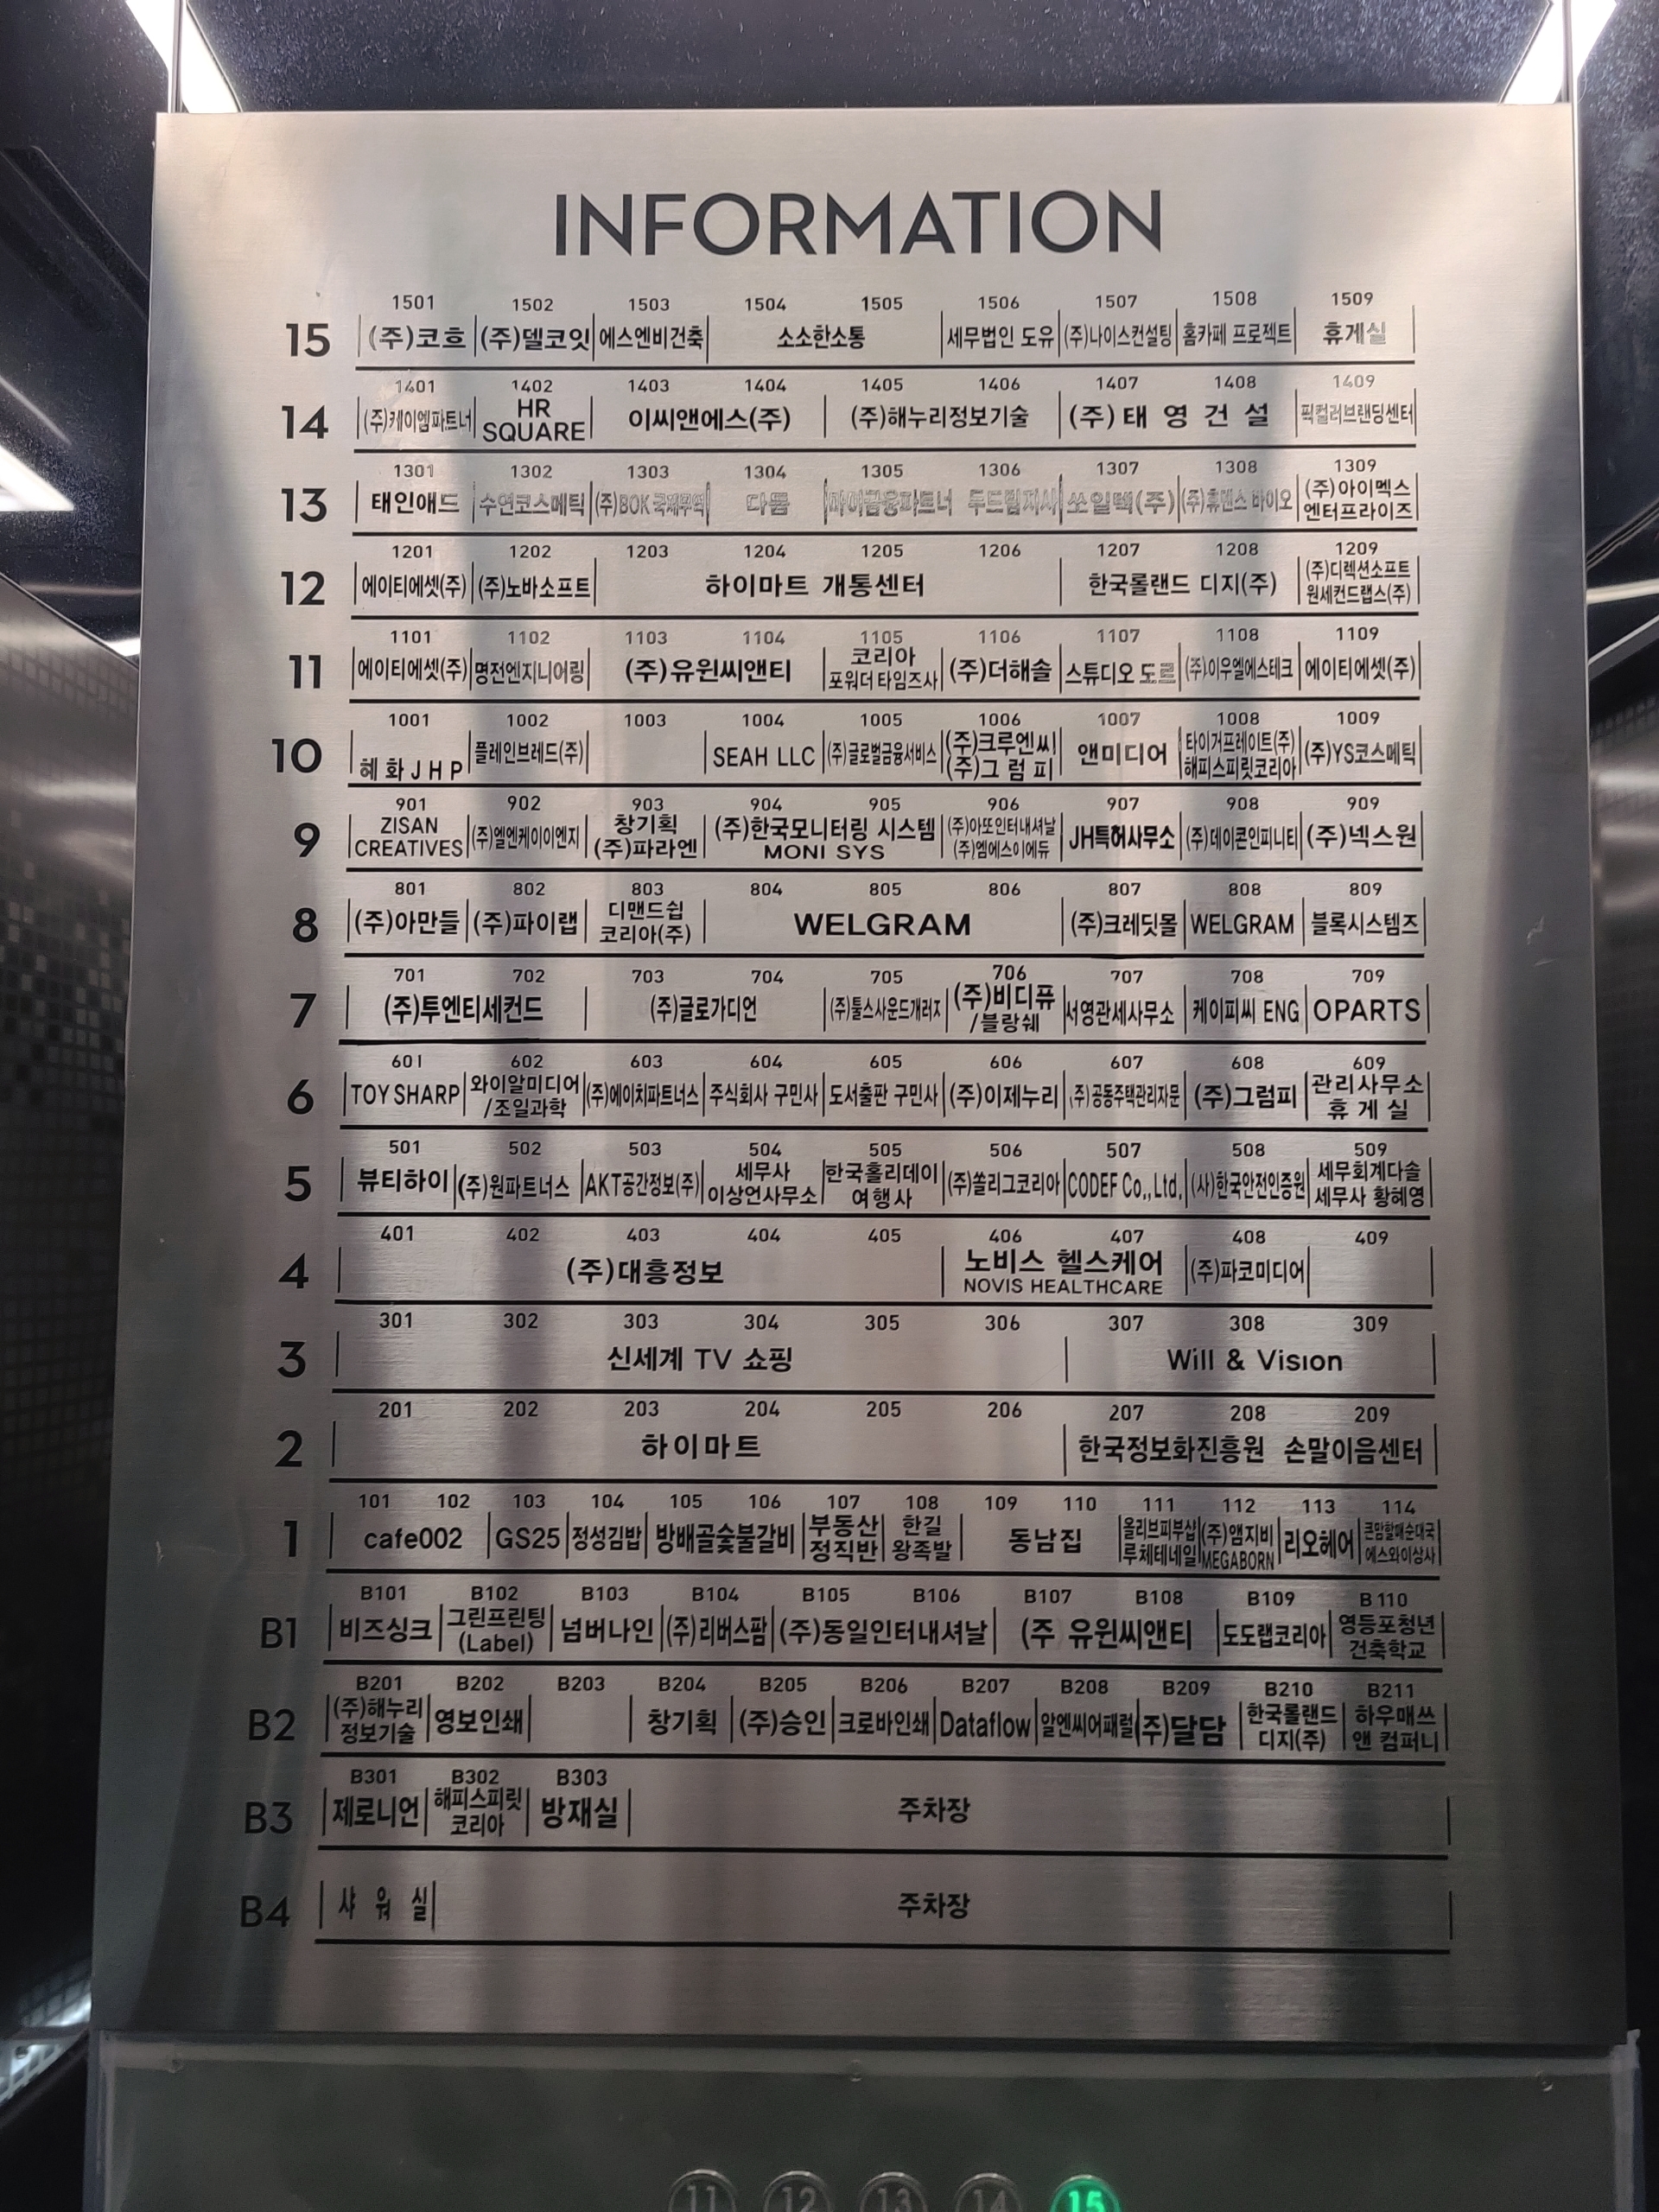 INFORMATION
1501 1502 1503 1504 1505 1506 1507 1508 1509
15 (주)코흐 (주)델코잇 에스엔비건축 소소한소통 세무법인 도유 (주)나이스컨설팅 홈카페 프로젝트 휴게실
1401 1402 1403 1404 1405 1406 1407 1408 1409
14 (주)케이엠파트너 HR SQUARE 이씨앤에스(주) (주)해누리정보기술 (주)태영건설 픽컬러브랜딩센터
1301 1302 1303 1304 1305 1306 1307 1308 1309
13 태인애드 수연코스메틱 (주)BOK국제무역 다뜸 마이금융파트너 두드림지사 쏘일텍(주) (주)휴먼스 바이오 (주)아이멕스 엔터프라이즈
1201 1202 1203 1204 1205 1206 1207 1208 1209
12 에이티에셋(주) (주)노바소프트 하이마트 개통센터 한국롤랜드 디지(주) (주)디렉션소프트 원세컨드랩스(주)
1101 1102 1103 1104 1105 1106 1107 1108 1109
11 에이티에셋(주) 명전엔지니어링 (주)유윈씨앤티 코리아 포워더타임즈사 (주)더해솔 스튜디오 도르 (주)이우엘에스테크 에이티에셋(주)
1001 1002 1003 1004 1005 1006 1007 1008 1009
10 혜화JHP 플레인브레드(주) SEAH LLC (주)글로벌금융서비스 (주)크루엔씨 (주)그럼피 앤미디어 타이거프레이트(주) 해피스피릿코리아 (주)YS코스메틱
901 902 903 904 905 906 907 908 909
9 ZISAN CREATIVES (주)엘엔케이이엔지 창기획 (주)파라엔 (주)한국모니터링 시스템 MONI SYS (주)아또인터내셔날 (주)엠에스이에듀 JH특허사무소 (주)데이콘인피니티 (주)넥스원
801 802 803 804 805 806 807 808 809
8 (주)아만들 (주)파이랩 디맨드쉽 코리아(주) WELGRAM (주)크레딧몰 WELGRAM 블록시스템즈
701 702 703 704 705 706 707 708 709
7 (주)투엔티세컨드 (주)글로가디언 (주)툴스사운드개러지 (주)비디퓨 /블랑쉐 서영관세사무소 케이피씨 ENG OPARTS
601 602 603 604 605 606 607 608 609
6 TOY SHARP 와이알미디어 /조일과학 (주)에이치파트너스 주식회사 구민사 도서출판 구민사 (주)이제누리 (주)공동주택관리자문 (주)그럼피 관리사무소 휴게실
501 502 503 504 505 506 507 508 509
5 뷰티하이 (주)원파트너스 AKT공간정보(주) 세무사 이상언사무소 한국홀리데이 여행사 (주)쏠리그코리아 CODEF Co.,Ltd. (사)한국안전인증원 세무회계다솔 세무사 황혜영
401 402 403 404 405 406 407 408 409
4 (주)대흥정보 노비스 헬스케어 NOVIS HEALTHCARE (주)파코미디어
301 302 303 304 305 306 307 308 309
3 신세계 TV 쇼핑 Will & Vision
201 202 203 204 205 206 207 208 209
2 하이마트 한국정보화진흥원 손말이음센터
101 102 103 104 105 106 107 108 109 110 111 112 113 114
1 cafe002 GS25 정성김밥 방배골숯불갈비 부동산 정직반 한길 왕족발 동남집 올리브피부샵 루체테네일 (주)앰지비 MEGABORN 리오헤어 큰맘할매순대국 에스와이상사
B101 B102 B103 B104 B105 B106 B107 B108 B109 B110
B1 비즈싱크 그린프린팅 (Label) 넘버나인 (주)리버스팜 (주)동일인터내셔날 (주 유윈씨앤티 도도랩코리아 영등포청년 건축학교
B201 B202 B203 B204 B205 B206 B207 B208 B209 B210 B211
B2 (주)해누리 정보기술 영보인쇄 창기획 (주)승인 크로바인쇄 Dataflow 알엔씨어패럴 (주)달담 한국롤랜드 디지(주) 하우매쓰 앤 컴퍼니
B301 B302 B303
B3 제로니언 해피스피릿 코리아 방재실 주차장
B4 샤워실 주차장
11 12 13 14 15